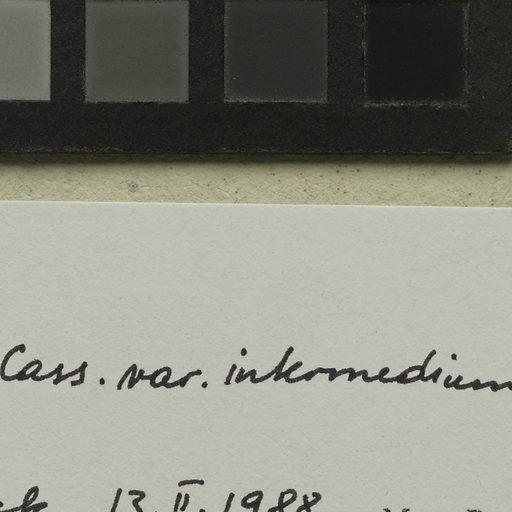 Cass. var. intermedium
13.II.1988